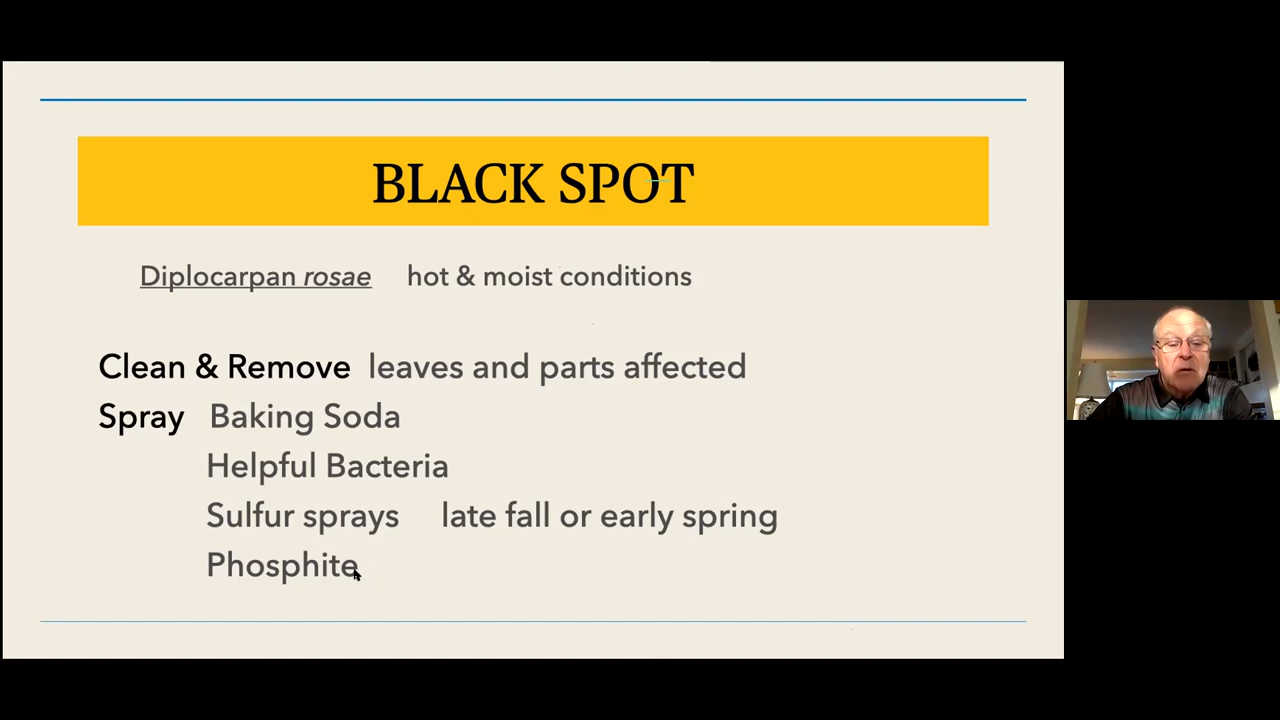 BLACK SPOT
Diplocarpan rosae hot & moist conditions
Clean & Remove leaves and parts affected
Spray Baking Soda
Helpful Bacteria
Sulfur sprays late fall or early spring
Phosphite